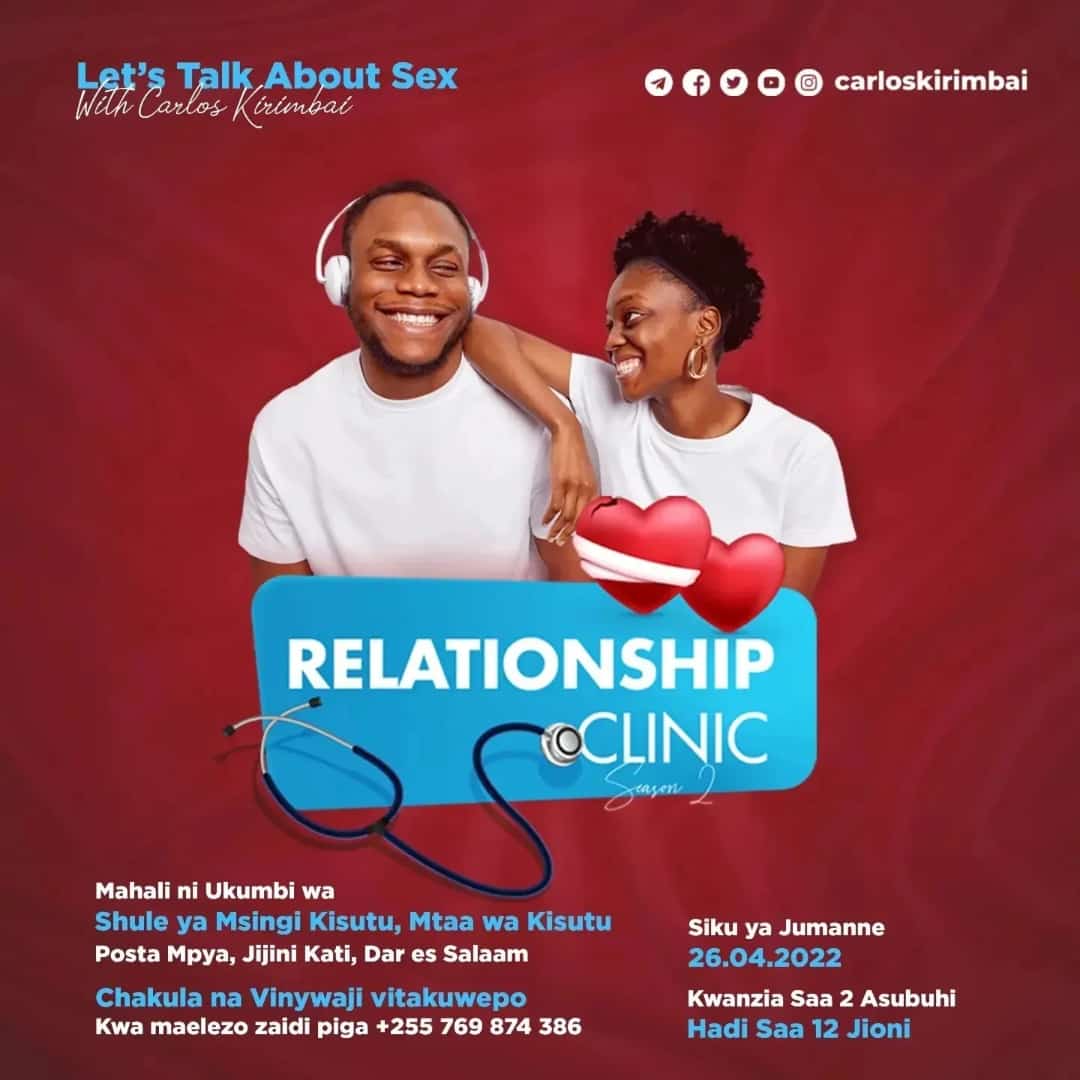 Let's Talk About Sex
With Carlos Kirimbai
carloskirimbai
RELATIONSHIP
CLINIC
Season 2
Mahali ni Ukumbi wa
Shule ya Msingi Kisutu, Mtaa wa Kisutu
Posta Mpya, Jijini Kati, Dar es Salaam
Chakula na Vinywaji vitakuwepo
Kwa maelezo zaidi piga +255 769 874 386
Siku ya Jumanne
26.04.2022
Kwanzia Saa 2 Asubuhi
Hadi Saa 12 Jioni